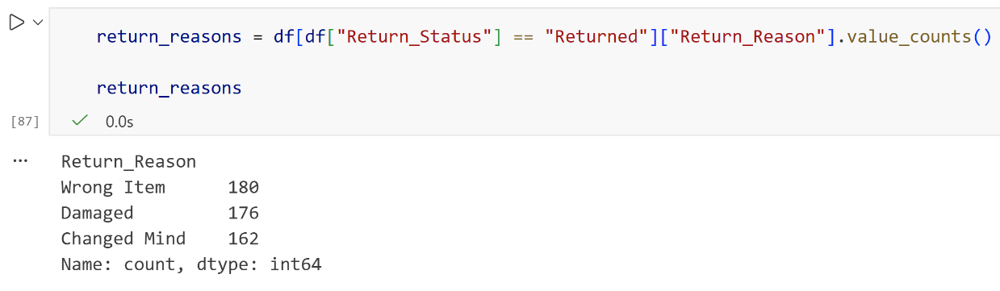 return_reasons = df[df["Return_Status"] == "Returned"]["Return_Reason"].value_counts()
return_reasons
[87] 0.0s
... Return_Reason
Wrong Item 180
Damaged 176
Changed Mind 162
Name: count, dtype: int64